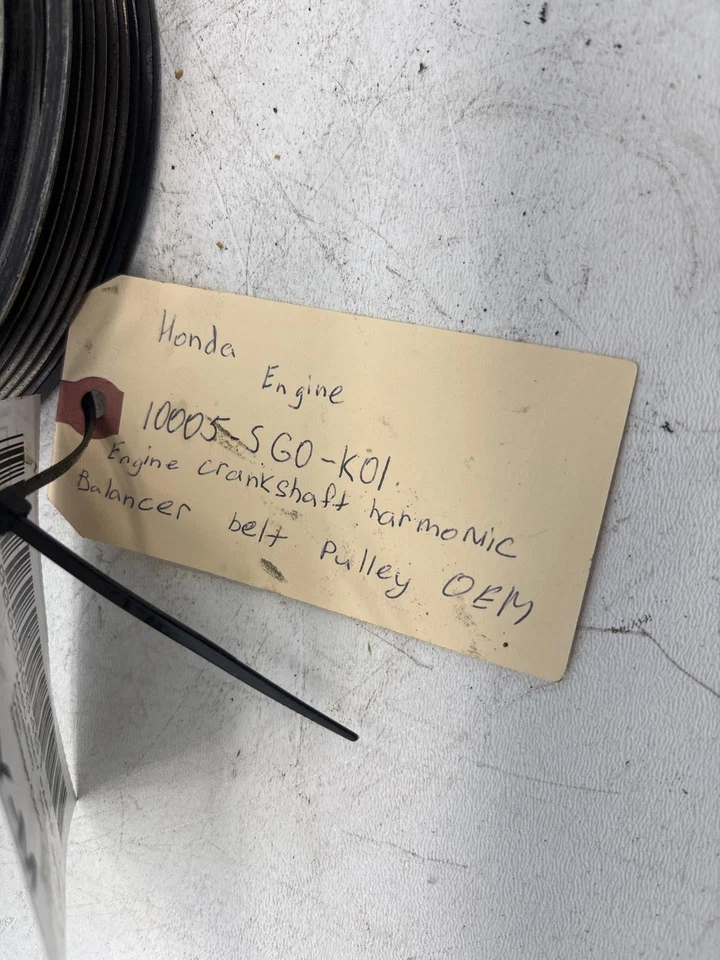 Honda
Engine
10005-SG0-K01.
Engine crankshaft harmonic
Balancer belt Pulley OEM